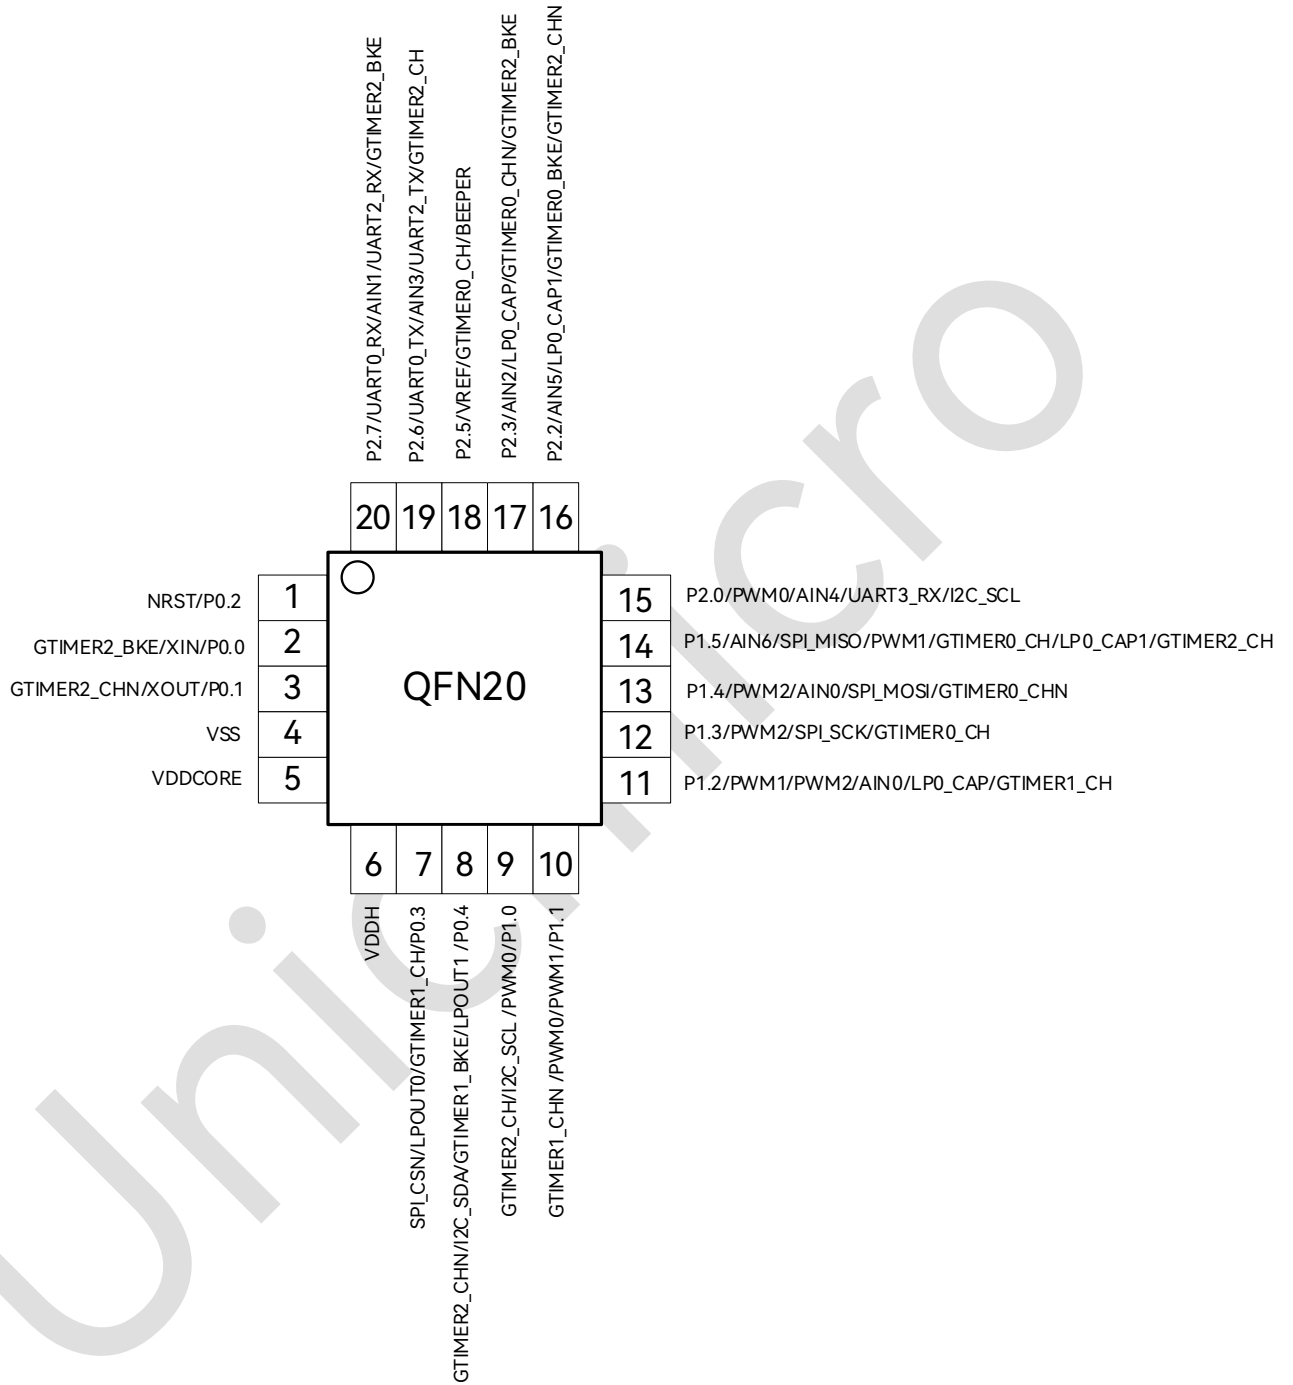 P2.7/UART0_RX/AIN1/UART2_RX/GTIMER2_BKE
P2.6/UART0_TX/AIN3/UART2_TX/GTIMER2_CH
P2.5/VREF/GTIMER0_CH/BEEPER
P2.3/AIN2/LP0_CAP/GTIMER0_CHN/GTIMER2_BKE
P2.2/AIN5/LP0_CAP1/GTIMER0_BKE/GTIMER2_CHN
20 19 18 17 16
NRST/P0.2 1
GTIMER2_BKE/XIN/P0.0 2
GTIMER2_CHN/XOUT/P0.1 3
VSS 4
VDDCORE 5
QFN20
15 P2.0/PWM0/AIN4/UART3_RX/I2C_SCL
14 P1.5/AIN6/SPI_MISO/PWM1/GTIMER0_CH/LP0_CAP1/GTIMER2_CH
13 P1.4/PWM2/AIN0/SPI_MOSI/GTIMER0_CHN
12 P1.3/PWM2/SPI_SCK/GTIMER0_CH
11 P1.2/PWM1/PWM2/AIN0/LP0_CAP/GTIMER1_CH
6 7 8 9 10
VDDH
SPI_CSN/LPOUT0/GTIMER1_CH/P0.3
GTIMER2_CHN/I2C_SDA/GTIMER1_BKE/LPOUT1 /P0.4
GTIMER2_CH/I2C_SCL /PWM0/P1.0
GTIMER1_CHN /PWM0/PWM1/P1.1
Unicmicro